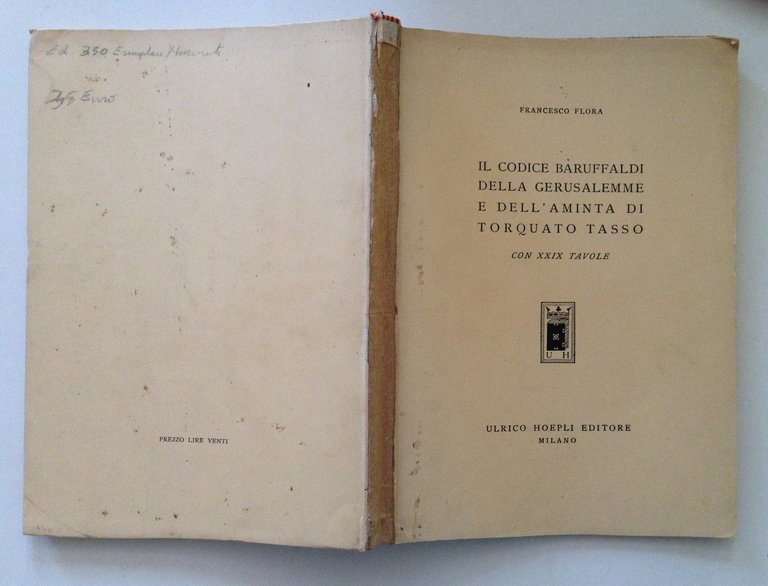 Ed 350 Esemplari
Euro
PREZZO LIRE VENTI
FRANCESCO FLORA
IL CODICE BARUFFALDI
DELLA GERUSALEMME
E DELL'AMINTA DI
TORQUATO TASSO
CON XXIX TAVOLE
U H
ULRICO HOEPLI EDITORE
MILANO